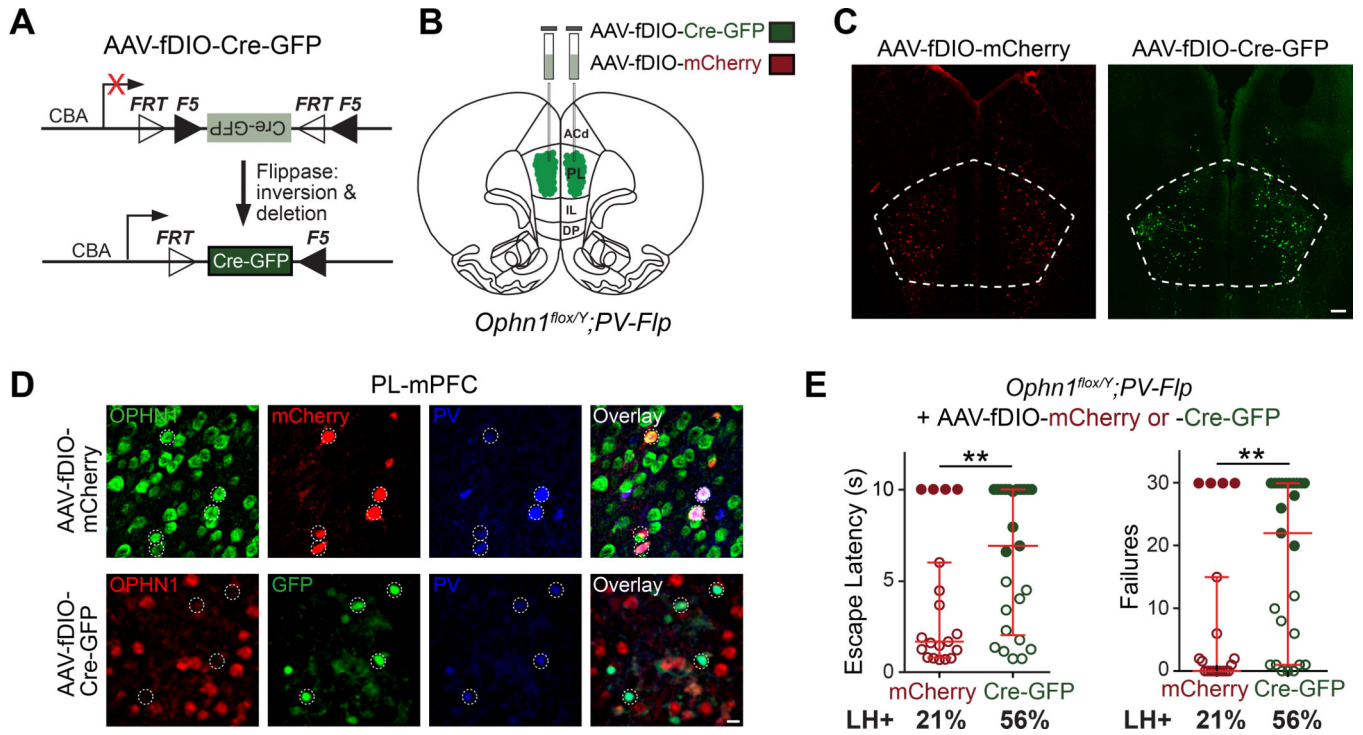 A
AAV-fDIO-Cre-GFP
X
CBA
FRT
F5
Cre-GFP
FRT
F5
Flippase:
inversion &
deletion
CBA
FRT
Cre-GFP
F5
B
AAV-fDIO-Cre-GFP
AAV-fDIO-mCherry
ACd
PL
IL
DP
Ophn1flox/Y;PV-Flp
C
AAV-fDIO-mCherry
AAV-fDIO-Cre-GFP
D
PL-mPFC
AAV-fDIO-
mCherry
OPHN1
mCherry
PV
Overlay
AAV-fDIO-
Cre-GFP
OPHN1
GFP
PV
Overlay
E
Ophn1flox/Y;PV-Flp
+ AAV-fDIO-mCherry or -Cre-GFP
Escape Latency (s)
10
5
0
**
mCherry
Cre-GFP
LH+ 21% 56%
Failures
30
20
10
0
**
mCherry
Cre-GFP
LH+ 21% 56%